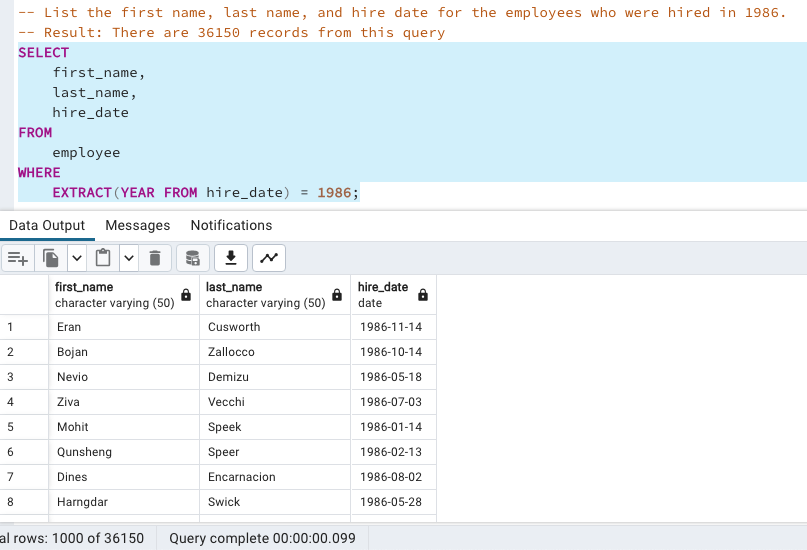 -- List the first name, last name, and hire date for the employees who were hired in 1986.
-- Result: There are 36150 records from this query
SELECT
first_name,
last_name,
hire_date
FROM
employee
WHERE
EXTRACT(YEAR FROM hire_date) = 1986;
Data Output Messages Notifications
first_name last_name hire_date
character varying (50) character varying (50) date
1 Eran Cusworth 1986-11-14
2 Bojan Zallocco 1986-10-14
3 Nevio Demizu 1986-05-18
4 Ziva Vecchi 1986-07-03
5 Mohit Speek 1986-01-14
6 Qunsheng Speer 1986-02-13
7 Dines Encarnacion 1986-08-02
8 Harngdar Swick 1986-05-28
al rows: 1000 of 36150 Query complete 00:00:00.099